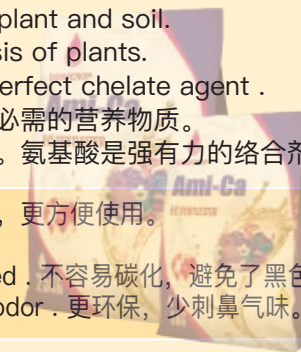 plant and soil.
sis of plants.
erfect chelate agent .
必需的营养物质。
。氨基酸是强有力的络合剂
，更方便使用。
ed . 不容易碳化，避免了黑色
odor . 更环保，少刺鼻气味。
Ami-Ca
Ami-Ca